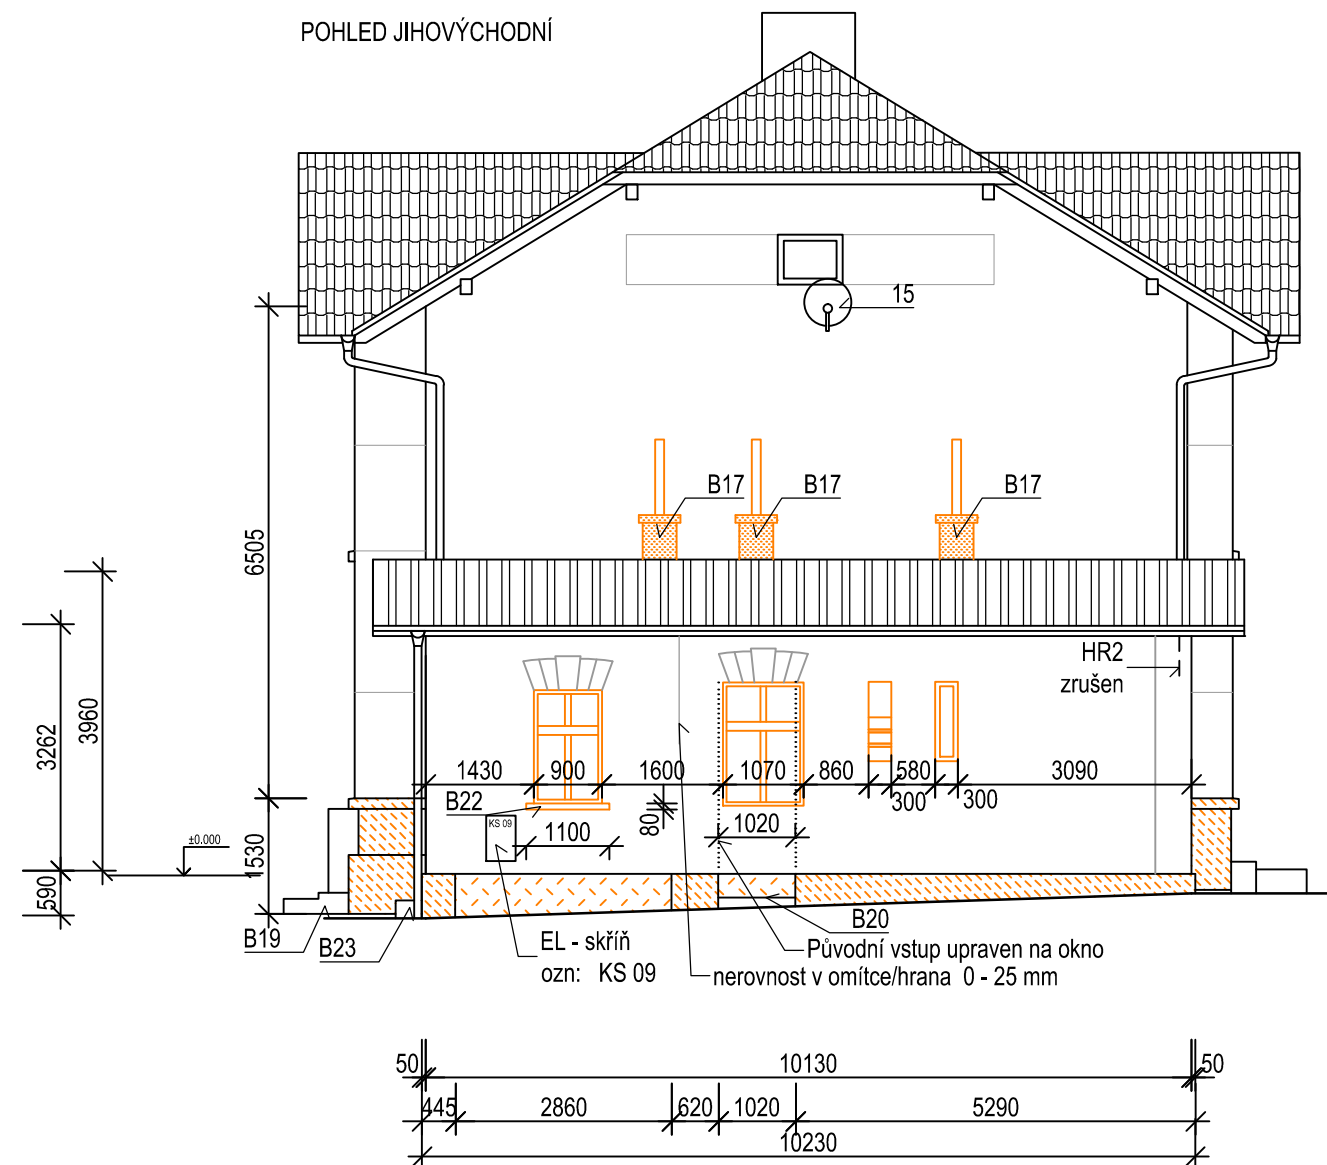 POHLED JIHOVÝCHODNÍ
15
B17
B17
B17
6505
3960
3262
HR2
zrušen
1430
900
1600
1070
860
580
3090
300
300
B22
80
KS 09
1100
1020
±0.000
1530
590
B19
B23
B20
EL - skříň
ozn: KS 09
Původní vstup upraven na okno
nerovnost v omítce/hrana 0 - 25 mm
50
10130
50
445
2860
620
1020
5290
10230